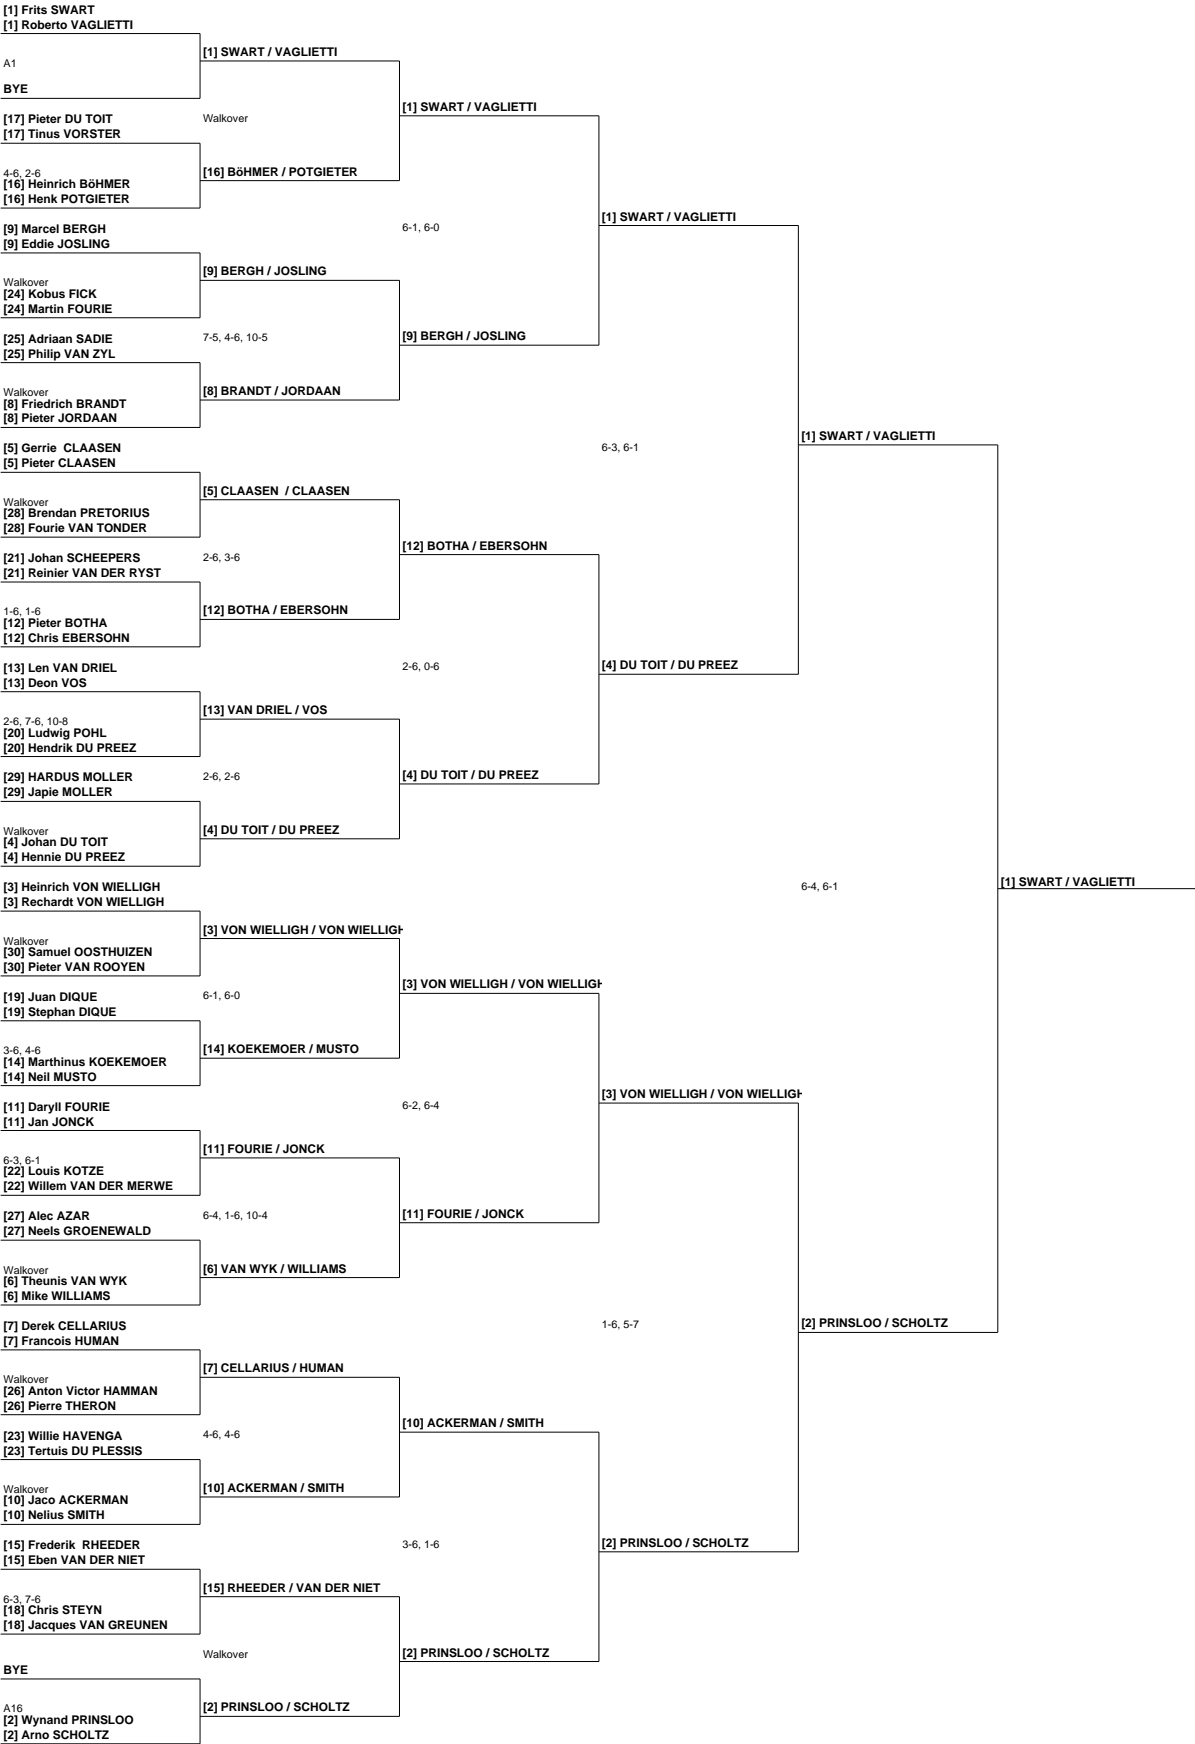 [1] Frits SWART
[1] Roberto VAGLIETTI
[1] SWART / VAGLIETTI
A1
BYE
[1] SWART / VAGLIETTI
[17] Pieter DU TOIT
Walkover
[17] Tinus VORSTER
4-6, 2-6
[16] BöHMER / POTGIETER
[16] Heinrich BöHMER
[16] Henk POTGIETER
[1] SWART / VAGLIETTI
[9] Marcel BERGH
6-1, 6-0
[9] Eddie JOSLING
[9] BERGH / JOSLING
Walkover
[24] Kobus FICK
[24] Martin FOURIE
[25] Adriaan SADIE
7-5, 4-6, 10-5
[9] BERGH / JOSLING
[25] Philip VAN ZYL
Walkover
[8] BRANDT / JORDAAN
[8] Friedrich BRANDT
[8] Pieter JORDAAN
[1] SWART / VAGLIETTI
[5] Gerrie CLAASEN
6-3, 6-1
[5] Pieter CLAASEN
[5] CLAASEN / CLAASEN
Walkover
[28] Brendan PRETORIUS
[28] Fourie VAN TONDER
[12] BOTHA / EBERSOHN
[21] Johan SCHEEPERS
2-6, 3-6
[21] Reinier VAN DER RYST
1-6, 1-6
[12] BOTHA / EBERSOHN
[12] Pieter BOTHA
[12] Chris EBERSOHN
[13] Len VAN DRIEL
2-6, 0-6
[4] DU TOIT / DU PREEZ
[13] Deon VOS
[13] VAN DRIEL / VOS
2-6, 7-6, 10-8
[20] Ludwig POHL
[20] Hendrik DU PREEZ
[29] HARDUS MOLLER
2-6, 2-6
[4] DU TOIT / DU PREEZ
[29] Japie MOLLER
Walkover
[4] DU TOIT / DU PREEZ
[4] Johan DU TOIT
[4] Hennie DU PREEZ
[3] Heinrich VON WIELLIGH
6-4, 6-1
[1] SWART / VAGLIETTI
[3] Rechardt VON WIELLIGH
[3] VON WIELLIGH / VON WIELLIGH
Walkover
[30] Samuel OOSTHUIZEN
[30] Pieter VAN ROOYEN
[3] VON WIELLIGH / VON WIELLIGH
[19] Juan DIQUE
6-1, 6-0
[19] Stephan DIQUE
3-6, 4-6
[14] KOEKEMOER / MUSTO
[14] Marthinus KOEKEMOER
[14] Neil MUSTO
[3] VON WIELLIGH / VON WIELLIGH
[11] Daryll FOURIE
6-2, 6-4
[11] Jan JONCK
[11] FOURIE / JONCK
6-3, 6-1
[22] Louis KOTZE
[22] Willem VAN DER MERWE
[27] Alec AZAR
6-4, 1-6, 10-4
[11] FOURIE / JONCK
[27] Neels GROENEWALD
Walkover
[6] VAN WYK / WILLIAMS
[6] Theunis VAN WYK
[6] Mike WILLIAMS
[7] Derek CELLARIUS
1-6, 5-7
[2] PRINSLOO / SCHOLTZ
[7] Francois HUMAN
[7] CELLARIUS / HUMAN
Walkover
[26] Anton Victor HAMMAN
[26] Pierre THERON
[10] ACKERMAN / SMITH
[23] Willie HAVENGA
4-6, 4-6
[23] Tertuis DU PLESSIS
Walkover
[10] ACKERMAN / SMITH
[10] Jaco ACKERMAN
[10] Nelius SMITH
[15] Frederik RHEEDER
3-6, 1-6
[2] PRINSLOO / SCHOLTZ
[15] Eben VAN DER NIET
[15] RHEEDER / VAN DER NIET
6-3, 7-6
[18] Chris STEYN
[18] Jacques VAN GREUNEN
Walkover
[2] PRINSLOO / SCHOLTZ
BYE
A16
[2] PRINSLOO / SCHOLTZ
[2] Wynand PRINSLOO
[2] Arno SCHOLTZ